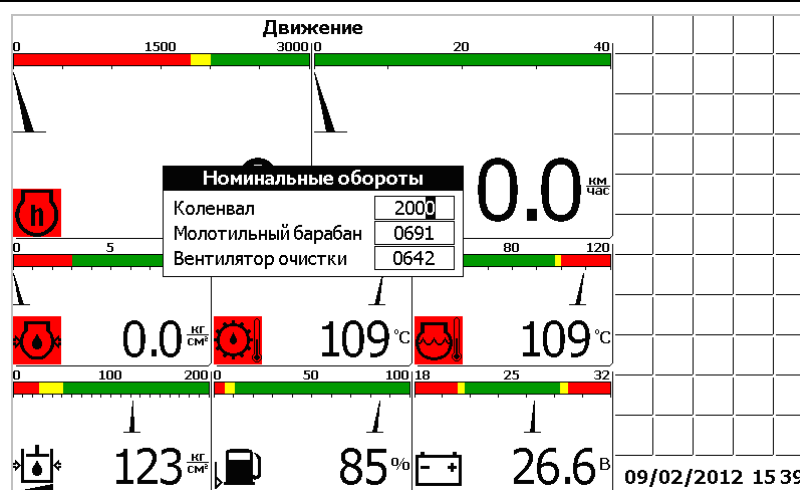 Движение
0 1500 3000 0 20 40
Номинальные обороты
h
Коленвал 2000
0.0 км час
Молотильный барабан 0691
Вентилятор очистки 0642
0 5 80 120
0.0 кг см² 109 °C 109 °C
0 100 200 0 50 100 18 25 32
123 кг см² 85 % - + 26.6 В
09/02/2012 15 39